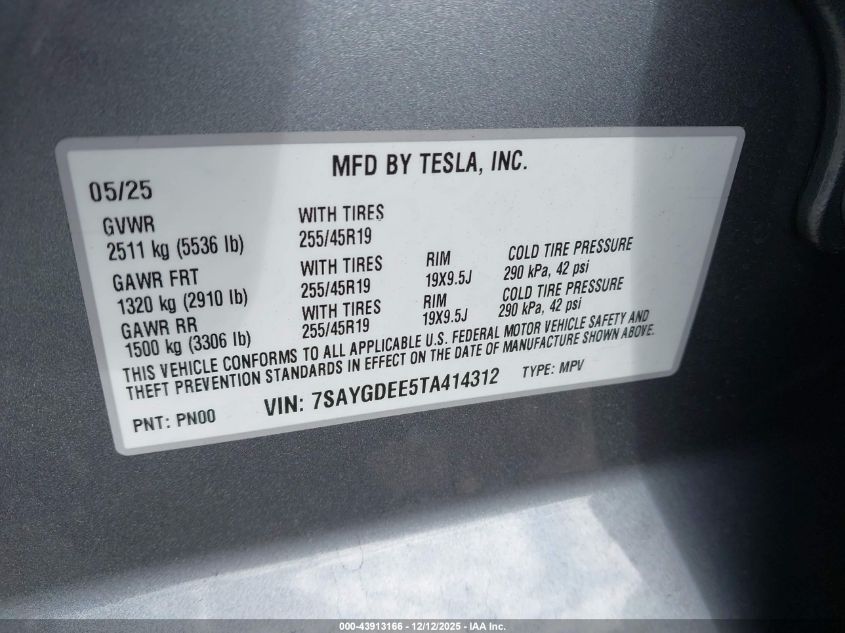 MFD BY TESLA, INC.
05/25
GVWR WITH TIRES
2511 kg (5536 lb) 255/45R19
GAWR FRT WITH TIRES RIM COLD TIRE PRESSURE
1320 kg (2910 lb) 255/45R19 19X9.5J 290 kPa, 42 psi
GAWR RR WITH TIRES RIM COLD TIRE PRESSURE
1500 kg (3306 lb) 255/45R19 19X9.5J 290 kPa, 42 psi
THIS VEHICLE CONFORMS TO ALL APPLICABLE U.S. FEDERAL MOTOR VEHICLE SAFETY AND
THEFT PREVENTION STANDARDS IN EFFECT ON THE DATE OF MANUFACTURE SHOWN ABOVE.
PNT: PN00 VIN: 7SAYGDEE5TA414312 TYPE: MPV
000-43913166 - 12/12/2025 - IAA Inc.